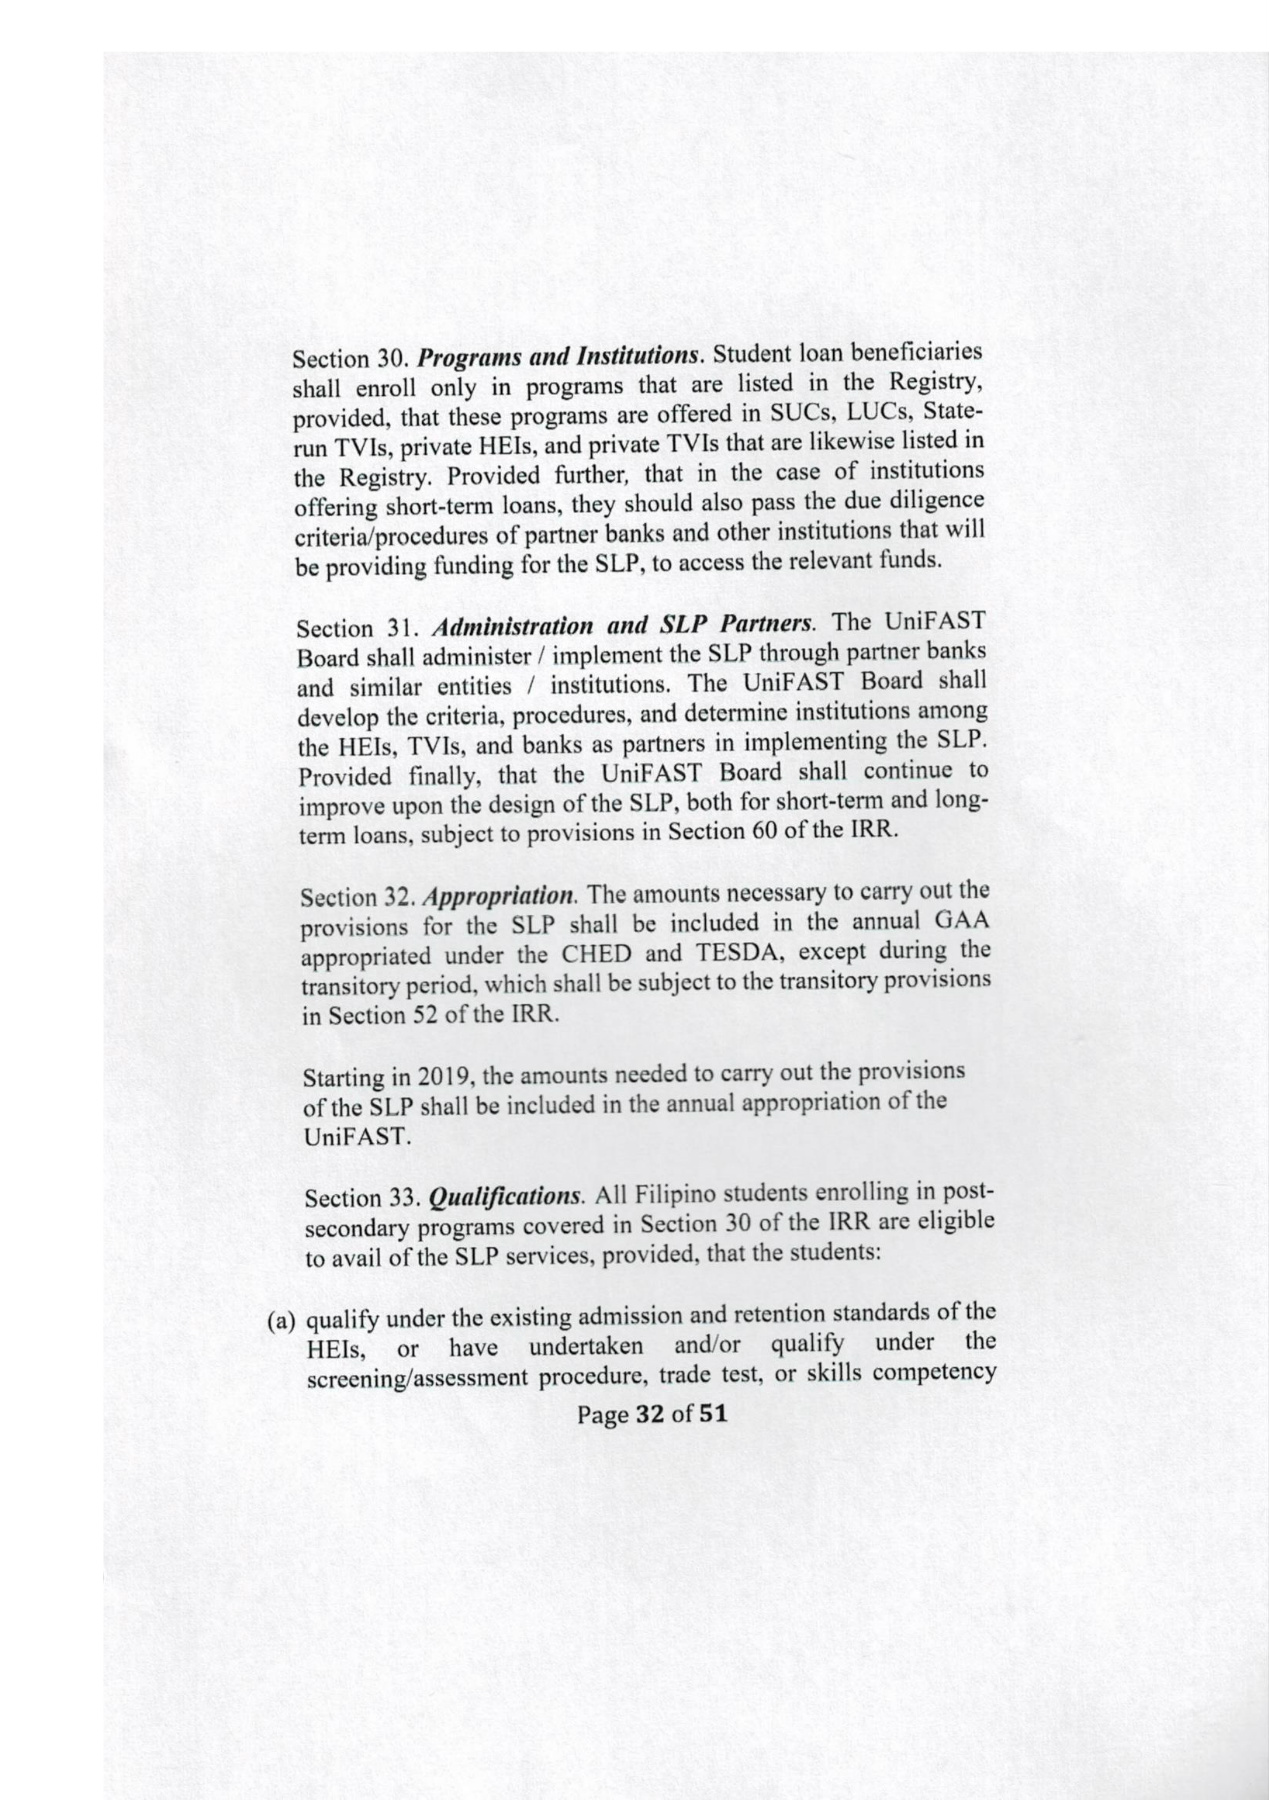 Section 30. Programs and Institutions. Student loan beneficiaries
shall enroll only in programs that are listed in the Registry,
provided, that these programs are offered in SUCs, LUCs, State-
run TVIs, private HEIs, and private TVIs that are likewise listed in
the Registry. Provided further, that in the case of institutions
offering short-term loans, they should also pass the due diligence
criteria/procedures of partner banks and other institutions that will
be providing funding for the SLP, to access the relevant funds.
Section 31. Administration and SLP Partners. The UniFAST
Board shall administer / implement the SLP through partner banks
and similar entities / institutions. The UniFAST Board shall
develop the criteria, procedures, and determine institutions among
the HEIs, TVIs, and banks as partners in implementing the SLP.
Provided finally, that the UniFAST Board shall continue to
improve upon the design of the SLP, both for short-term and long-
term loans, subject to provisions in Section 60 of the IRR.
Section 32. Appropriation. The amounts necessary to carry out the
provisions for the SLP shall be included in the annual GAA
appropriated under the CHED and TESDA, except during the
transitory period, which shall be subject to the transitory provisions
in Section 52 of the IRR.
Starting in 2019, the amounts needed to carry out the provisions
of the SLP shall be included in the annual appropriation of the
UniFAST.
Section 33. Qualifications. All Filipino students enrolling in post-
secondary programs covered in Section 30 of the IRR are eligible
to avail of the SLP services, provided, that the students:
(a) qualify under the existing admission and retention standards of the
HEIs, or have undertaken and/or qualify under the
screening/assessment procedure, trade test, or skills competency
Page 32 of 51